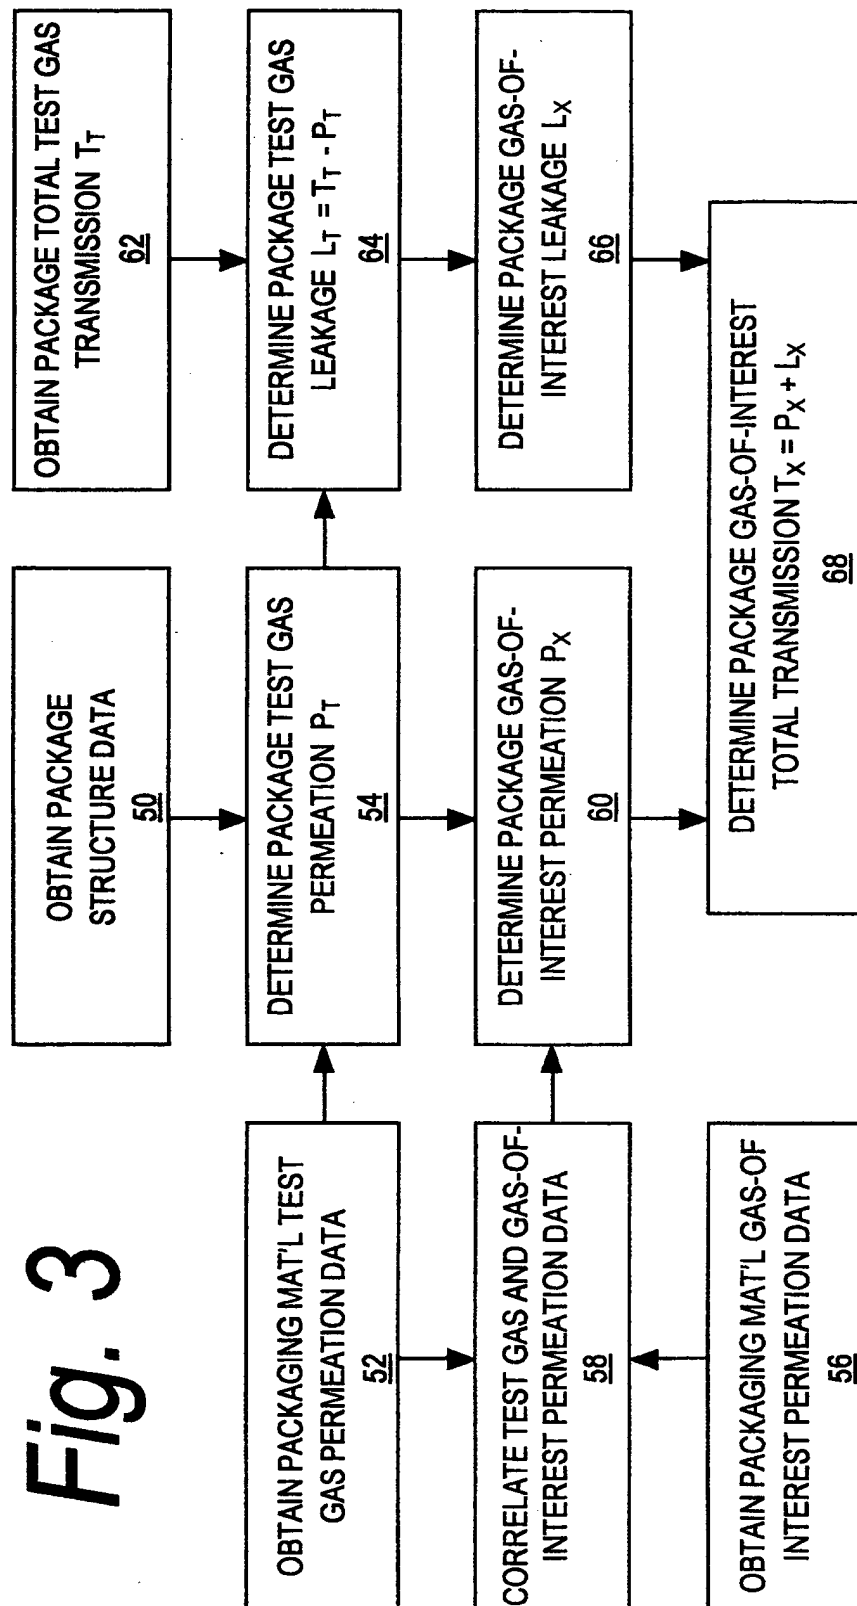 Fig. 3
OBTAIN PACKAGE
STRUCTURE DATA
50
OBTAIN PACKAGE TOTAL TEST GAS
TRANSMISSION T_T
62
OBTAIN PACKAGING MAT'L TEST
GAS PERMEATION DATA
52
DETERMINE PACKAGE TEST GAS
PERMEATION P_T
54
DETERMINE PACKAGE TEST GAS
LEAKAGE L_T = T_T - P_T
64
CORRELATE TEST GAS AND GAS-OF-
INTEREST PERMEATION DATA
58
DETERMINE PACKAGE GAS-OF-
INTEREST PERMEATION P_X
60
DETERMINE PACKAGE GAS-OF-
INTEREST LEAKAGE L_X
66
OBTAIN PACKAGING MAT'L GAS-OF
INTEREST PERMEATION DATA
56
DETERMINE PACKAGE GAS-OF-INTEREST
TOTAL TRANSMISSION T_X = P_X + L_X
68